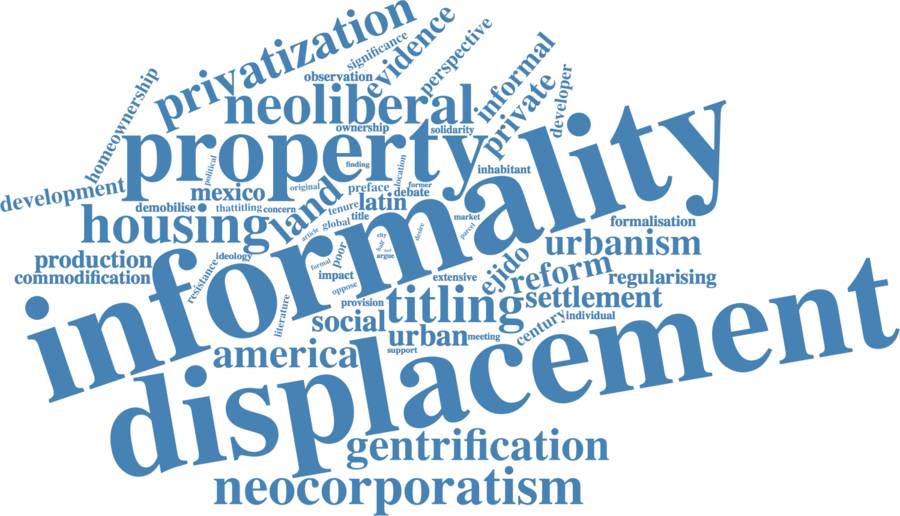 privatization
significance
evidence
perspective
observation
informal
homeownership
neoliberal
private
developer
ownership
solidarity
property
political
finding
location
inhabitant
development
mexico
original
preface
former
debate
land
latin
demobilise
thattitling
concern
tenure
title
market
housing
article
global
city
desire
parcel
informality
formalisation
urbanism
half
argue
poor
production
ideology
formal
ejido
reform
commodification
resistance
impact
extensive
regularising
oppose
literature
provision
titling
settlement
social
century
individual
urban
meeting
america
support
displacement
gentrification
neocorporatism